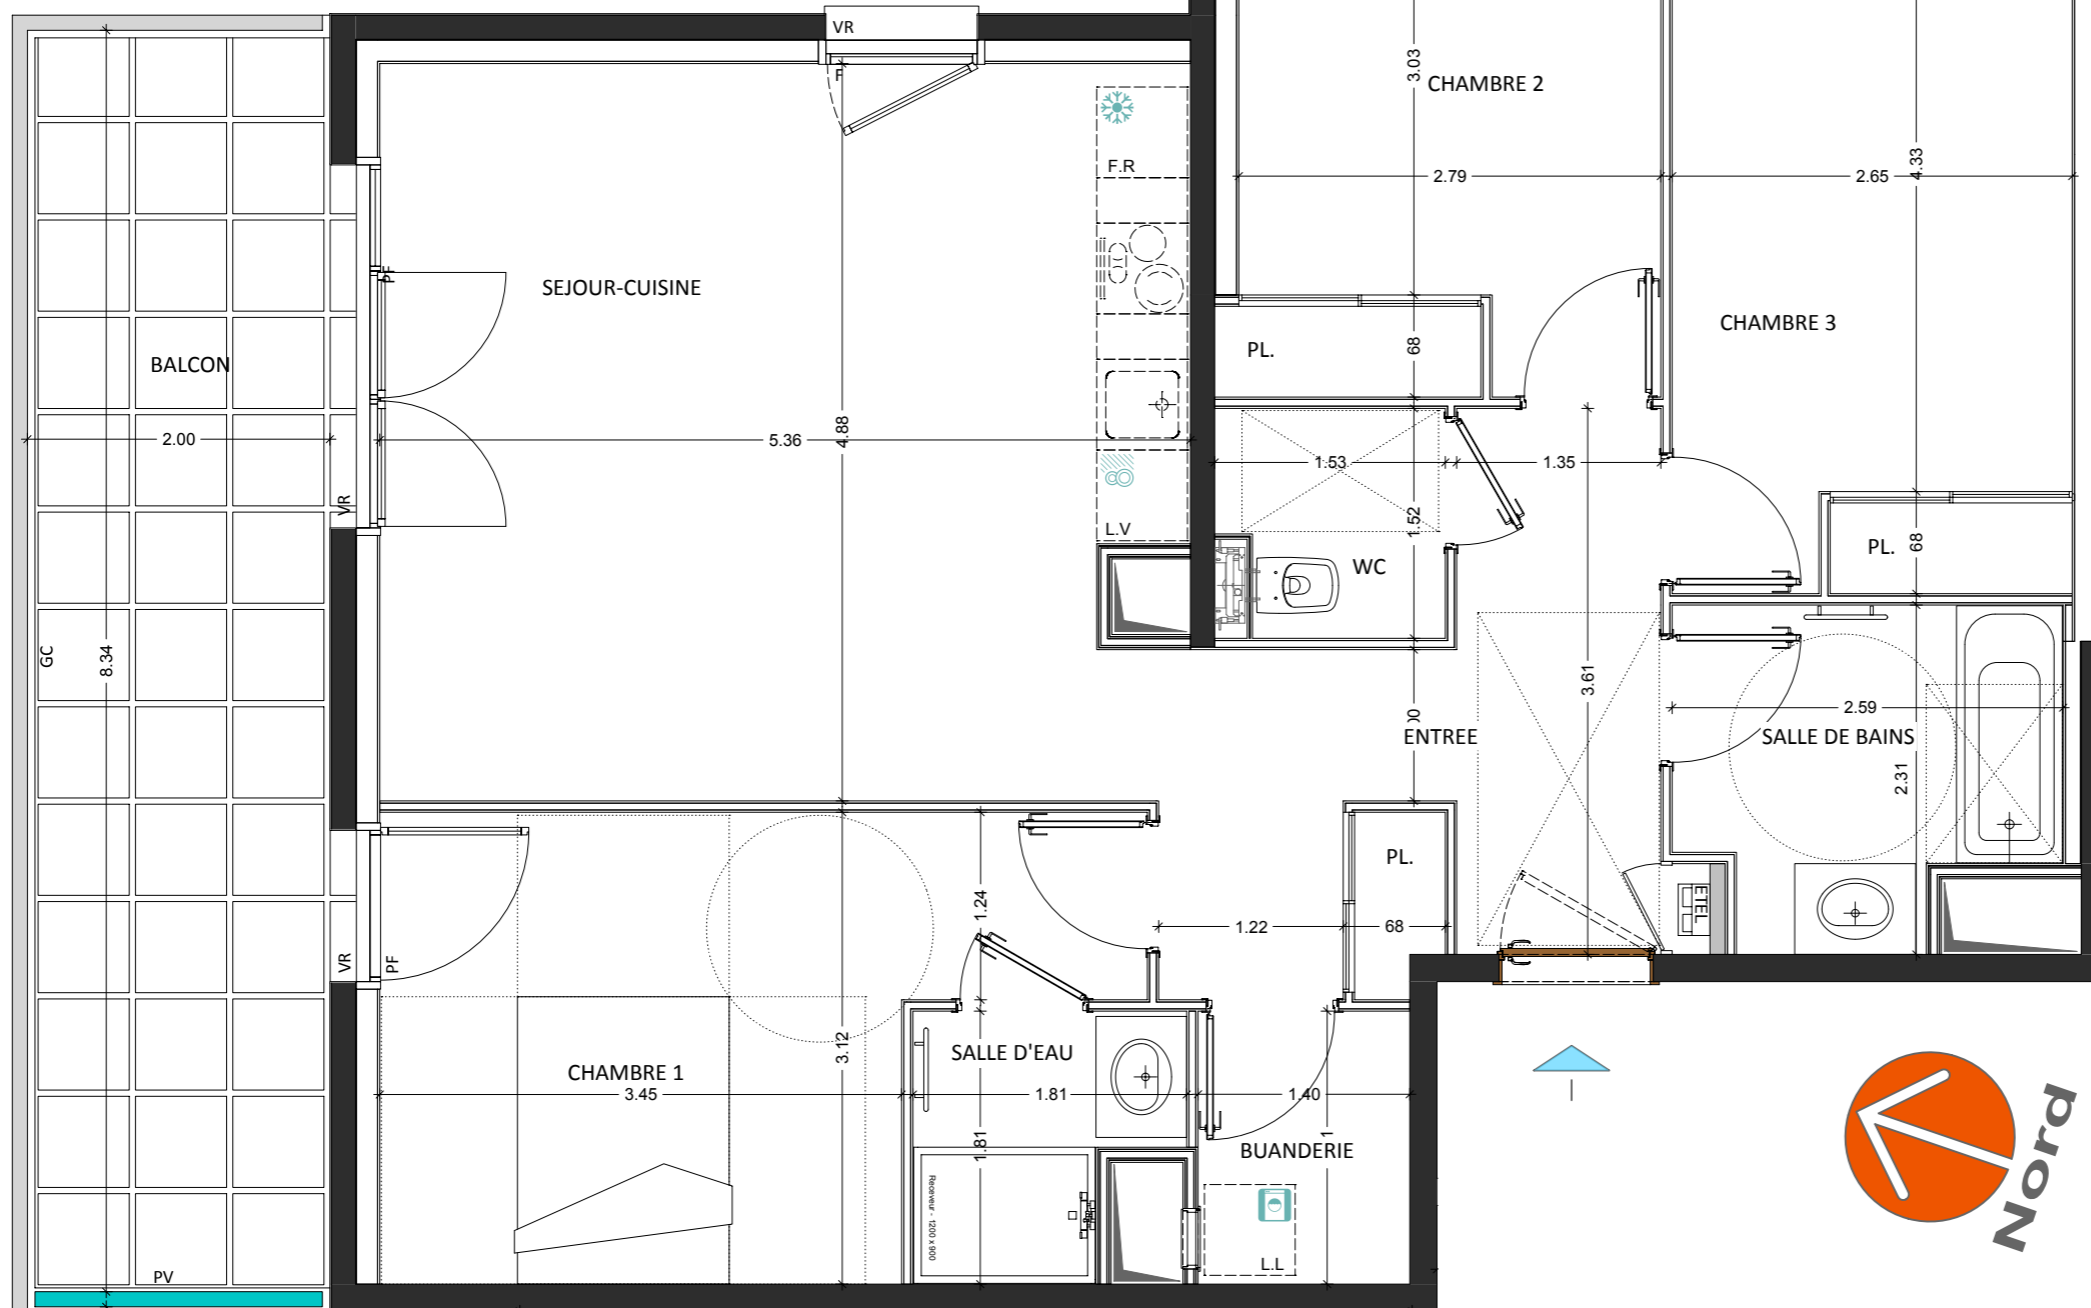 VR
F
3.03
CHAMBRE 2
2.79
4.33
2.65
F.R
SEJOUR-CUISINE
PF
CHAMBRE 3
PL.
68
BALCON
2.00
VR
5.36
4.88
1.53
1.35
L.V
1.52
WC
PL.
68
GC
8.34
3.61
ENTREE
2.59
SALLE DE BAINS
2.31
PL.
ETEL
1.24
1.22
68
VR
PF
CHAMBRE 1
3.45
3.12
SALLE D'EAU
1.81
1.40
1.81
BUANDERIE
Receveur - 1200 x 900
L.L
PV
Nord